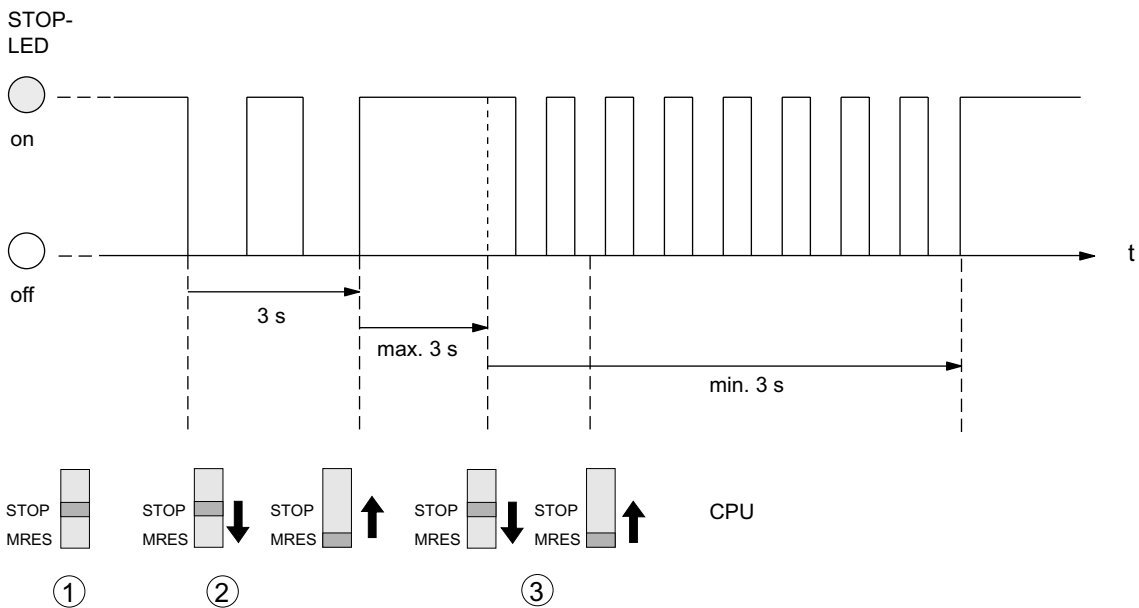 STOP-
LED
on
off
t
3 s
max. 3 s
min. 3 s
STOP
MRES
STOP
MRES
STOP
MRES
STOP
MRES
STOP
MRES
CPU
1
2
3